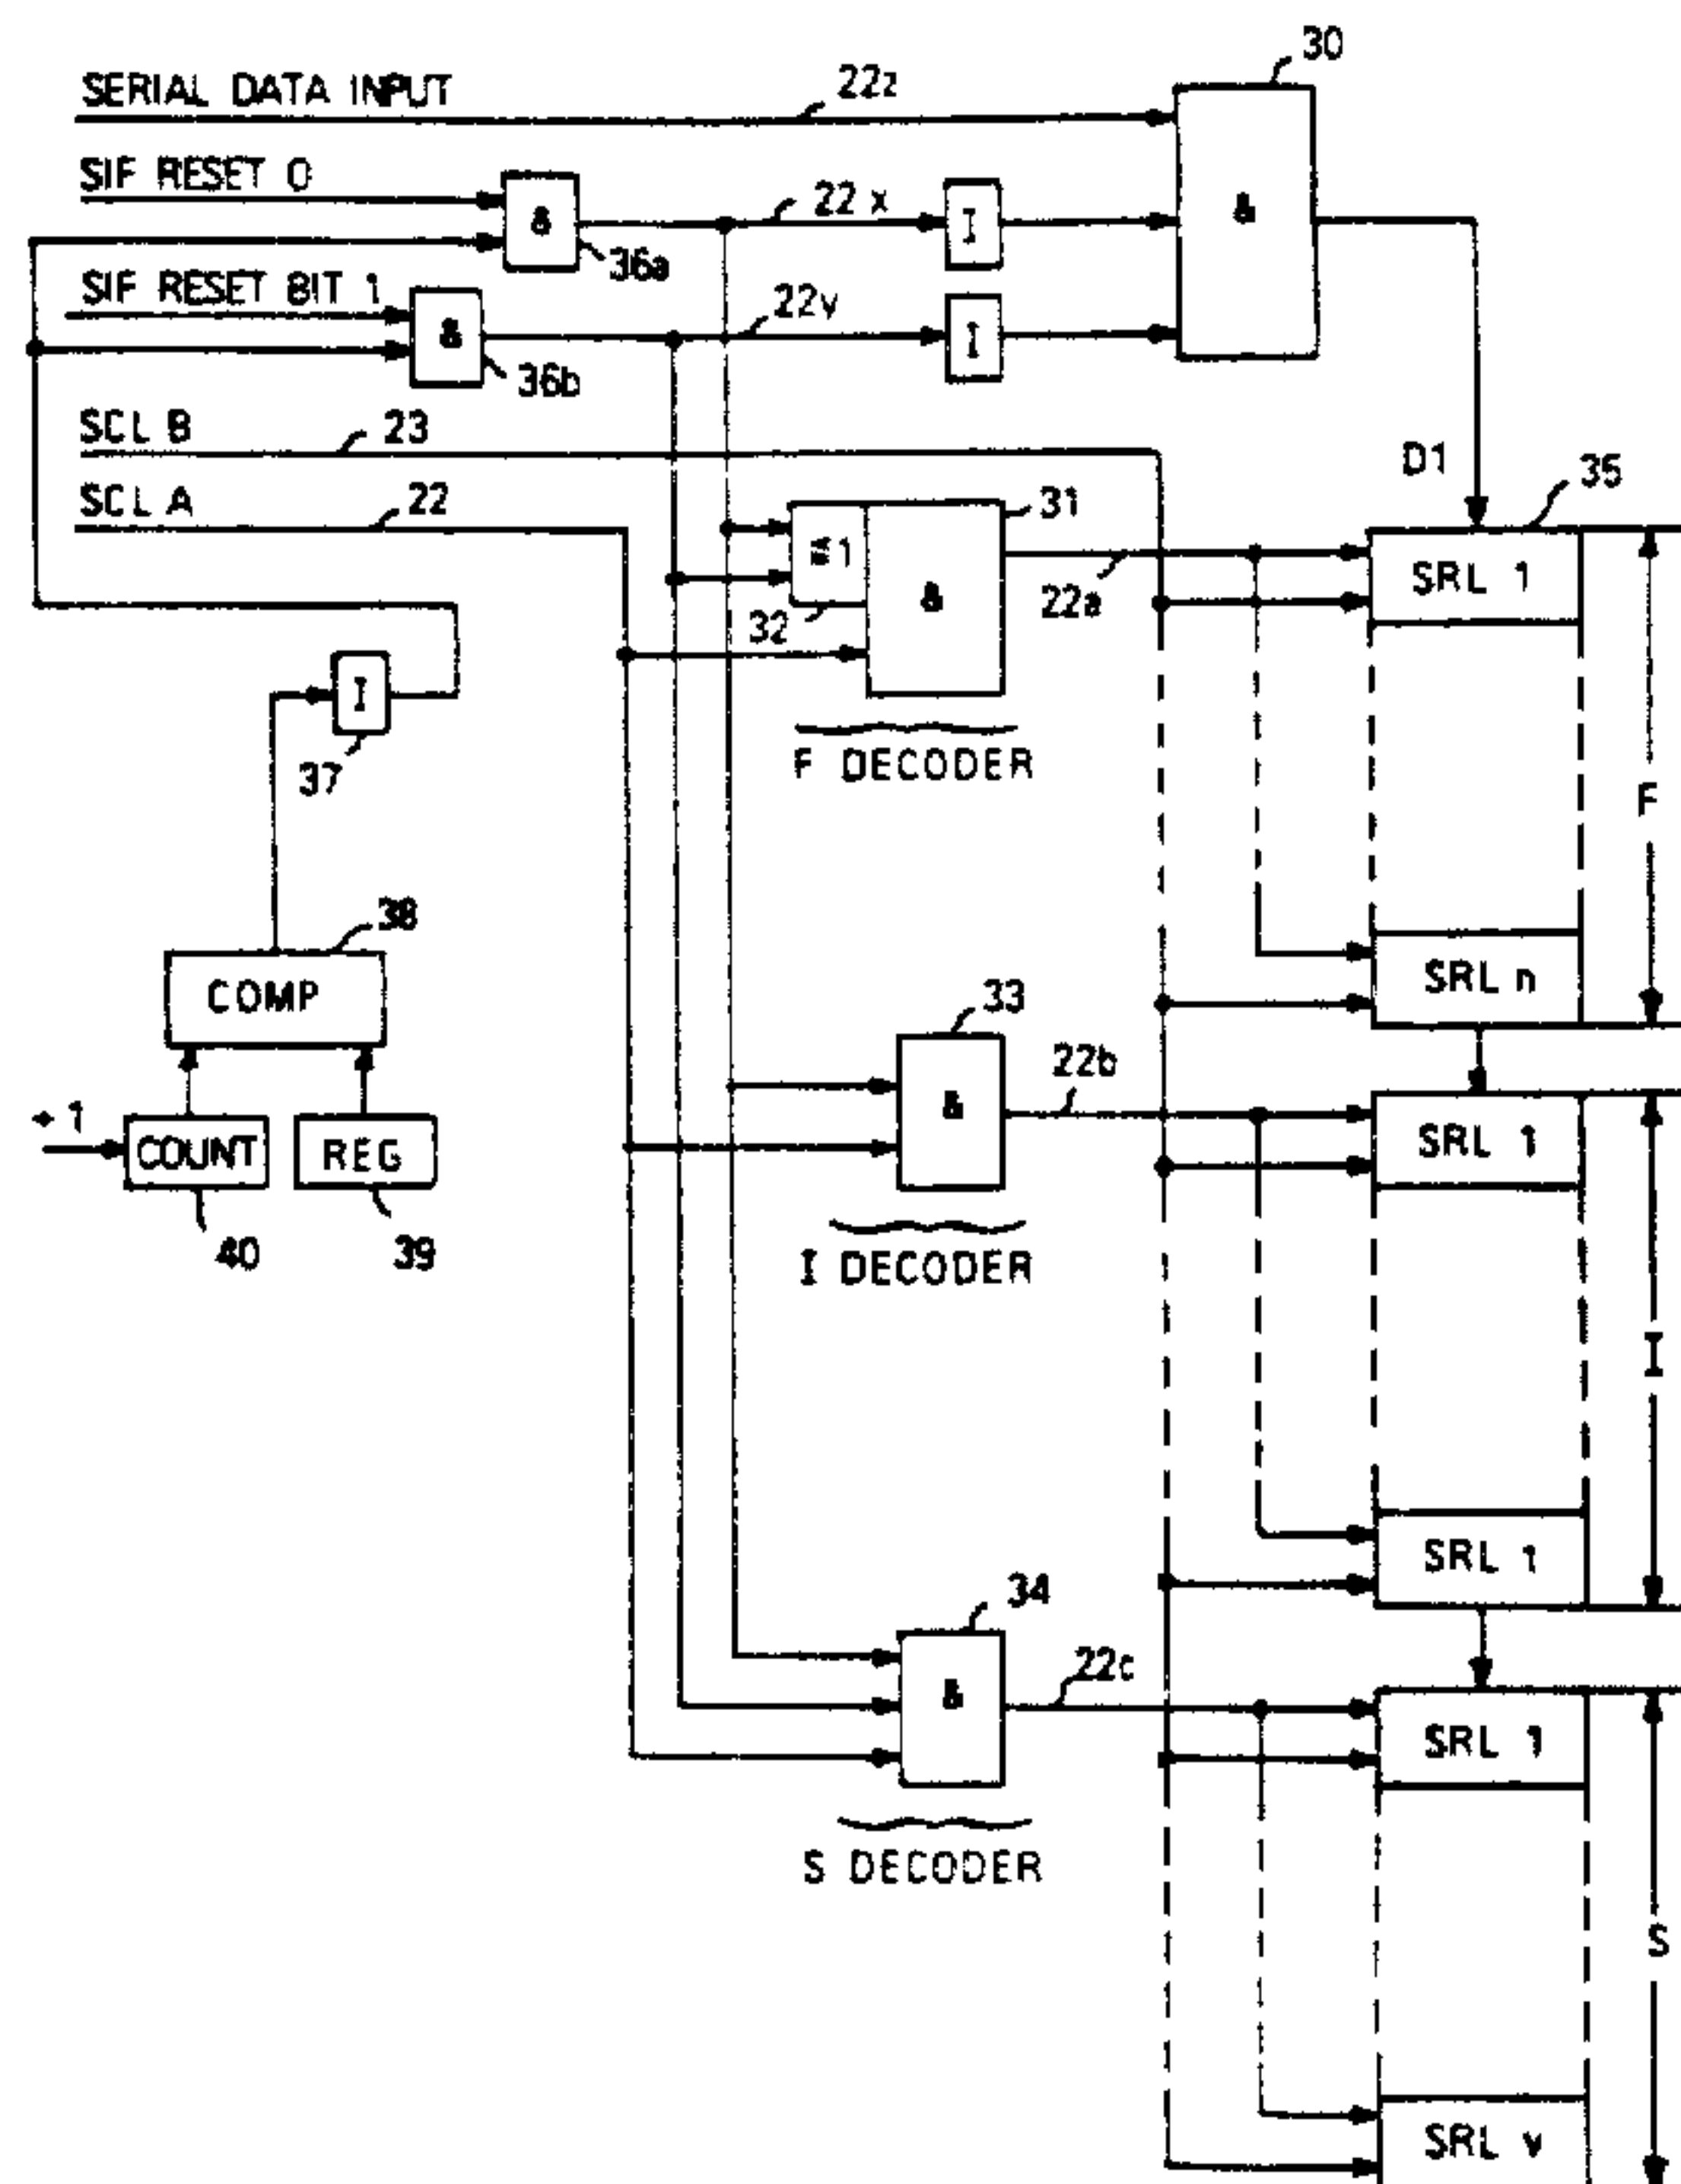 30
SERIAL DATA INPUT
22z
SIF RESET 0
&
22 x
I
&
36a
SIF RESET BIT 1
&
22y
I
36b
SCL B
23
D1
35
SCL A
22
31
≡1
&
22a
SRL 1
32
I
37
F DECODER
F
38
COMP
SRL n
33
&
22b
+1
COUNT
REG
SRL 1
40
39
I DECODER
I
SRL 1
34
&
22c
SRL 1
S DECODER
S
SRL v